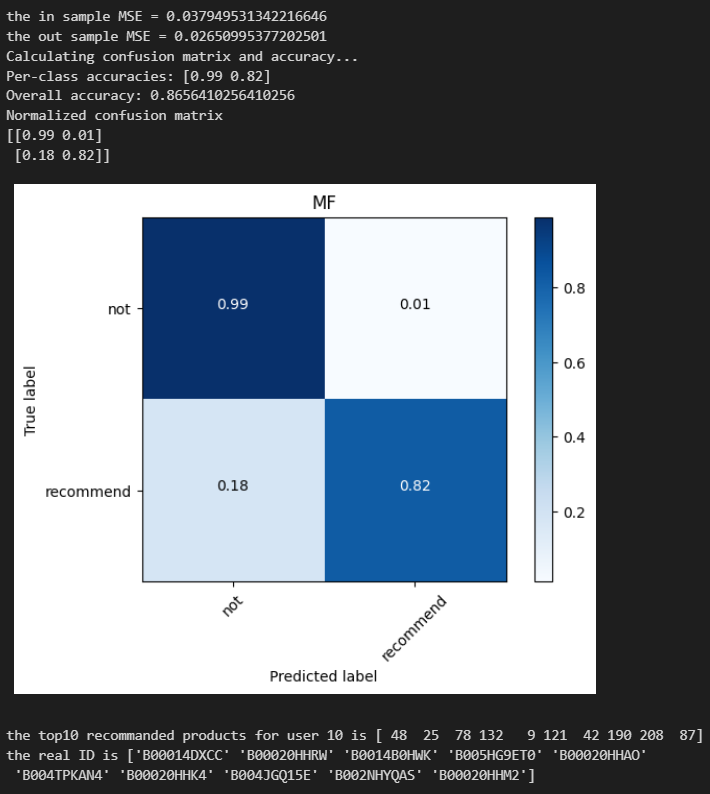 the in sample MSE = 0.037949531342216646
the out sample MSE = 0.02650995377202501
Calculating confusion matrix and accuracy...
Per-class accuracies: [0.99 0.82]
Overall accuracy: 0.8656410256410256
Normalized confusion matrix
[[0.99 0.01]
 [0.18 0.82]]
MF
True label
not
0.99
0.01
recommend
0.18
0.82
not
recommend
Predicted label
0.8
0.6
0.4
0.2
the top10 recommanded products for user 10 is [ 48  25  78 132   9 121  42 190 208  87]
the real ID is ['B00014DXCC' 'B00020HHRW' 'B0014B0HWK' 'B005HG9ET0' 'B00020HHAO'
 'B004TPKAN4' 'B00020HHK4' 'B004JGQ15E' 'B002NHYQAS' 'B00020HHM2']